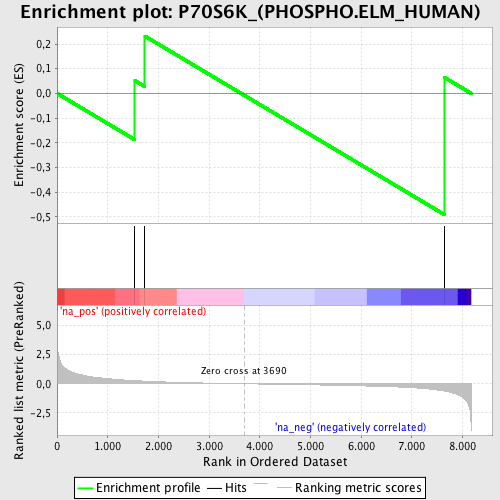 Enrichment plot: P70S6K_(PHOSPHO.ELM_HUMAN)
Enrichment score (ES)
0,2
0,1
0,0
-0,1
-0,2
-0,3
-0,4
-0,5
'na_pos' (positively correlated)
Ranked list metric (PreRanked)
5,0
2,5
0,0
-2,5
Zero cross at 3690
'na_neg' (negatively correlated)
0 1.000 2.000 3.000 4.000 5.000 6.000 7.000 8.000
Rank in Ordered Dataset
Enrichment profile Hits Ranking metric scores